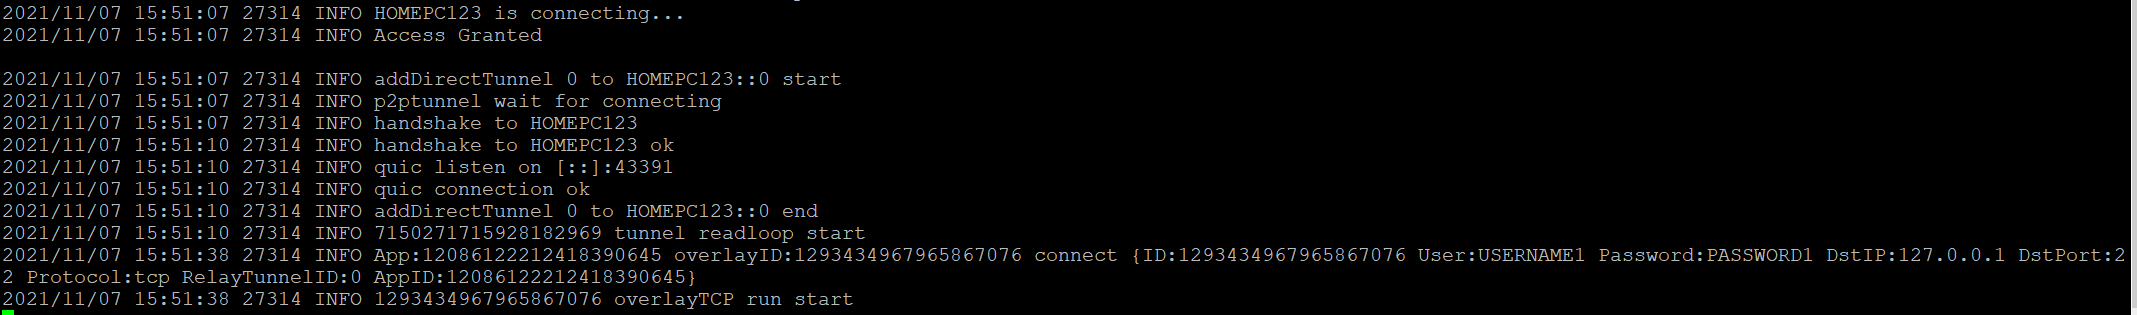 2021/11/07 15:51:07 27314 INFO HOMEPC123 is connecting...
2021/11/07 15:51:07 27314 INFO Access Granted
2021/11/07 15:51:07 27314 INFO addDirectTunnel 0 to HOMEPC123::0 start
2021/11/07 15:51:07 27314 INFO p2ptunnel wait for connecting
2021/11/07 15:51:07 27314 INFO handshake to HOMEPC123
2021/11/07 15:51:10 27314 INFO handshake to HOMEPC123 ok
2021/11/07 15:51:10 27314 INFO quic listen on [::]:43391
2021/11/07 15:51:10 27314 INFO quic connection ok
2021/11/07 15:51:10 27314 INFO addDirectTunnel 0 to HOMEPC123::0 end
2021/11/07 15:51:10 27314 INFO 7150271715928182969 tunnel readloop start
2021/11/07 15:51:38 27314 INFO App:12086122212418390645 overlayID:1293434967965867076 connect {ID:1293434967965867076 User:USERNAME1 Password:PASSWORD1 DstIP:127.0.0.1 DstPort:2
2 Protocol:tcp RelayTunnelID:0 AppID:12086122212418390645}
2021/11/07 15:51:38 27314 INFO 1293434967965867076 overlayTCP run start